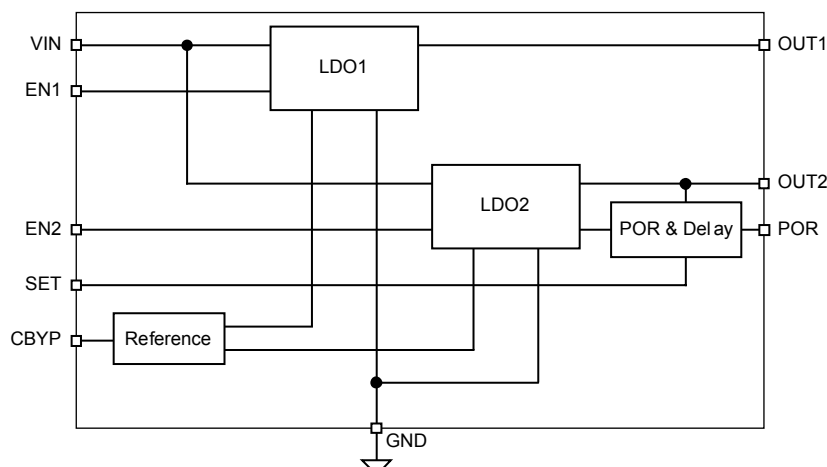 VIN
OUT1
LDO1
EN1
OUT2
LDO2
EN2
POR & Delay
POR
SET
CBYP
Reference
GND